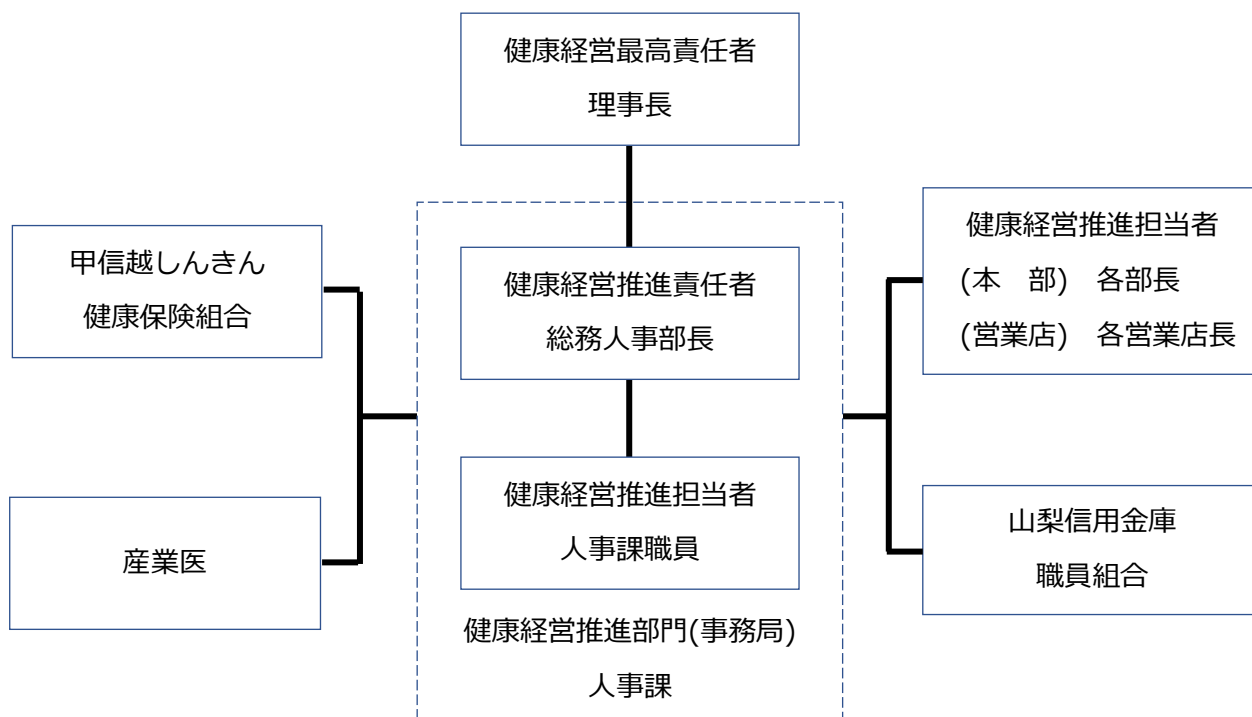 健康経営最高責任者
理事長
甲信越しんきん
健康保険組合
産業医
健康経営推進責任者
総務人事部長
健康経営推進担当者
人事課職員
健康経営推進部門(事務局)
人事課
健康経営推進担当者
(本　部)　各部長
(営業店)　各営業店長
山梨信用金庫
職員組合